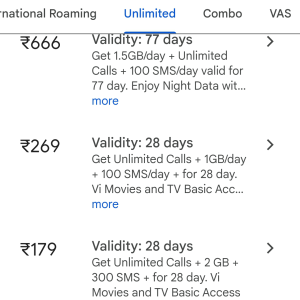 rnational Roaming Unlimited Combo VAS
₹666 Validity: 77 days
Get 1.5GB/day + Unlimited
Calls + 100 SMS/day valid for
77 day. Enjoy Night Data wit...
more
₹269 Validity: 28 days
Get Unlimited Calls + 1GB/day
+ 100 SMS/day + for 28 day.
Vi Movies and TV Basic Acc...
more
₹179 Validity: 28 days
Get Unlimited Calls + 2 GB +
300 SMS + for 28 day. Vi
Movies and TV Basic Access